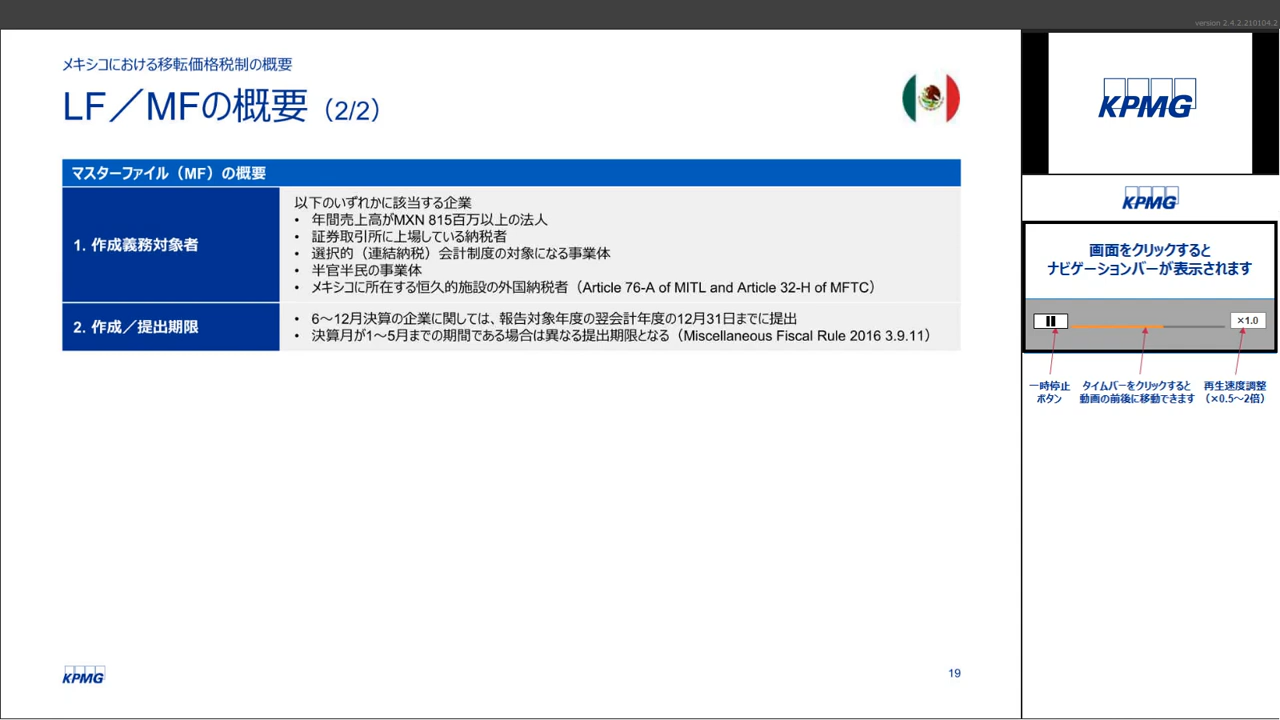 version 2.4.2.210104.2
メキシコにおける移転価格税制の概要
LF／MFの概要（2/2）
マスターファイル（MF）の概要
1. 作成義務対象者
以下のいずれかに該当する企業
• 年間売上高がMXN 815百万以上の法人
• 証券取引所に上場している納税者
• 選択的（連結納税）会計制度の対象になる事業体
• 半官半民の事業体
• メキシコに所在する恒久的施設の外国納税者（Article 76-A of MITL and Article 32-H of MFTC）
2. 作成／提出期限
• 6～12月決算の企業に関しては、報告対象年度の翌会計年度の12月31日までに提出
• 決算月が1～5月までの期間である場合は異なる提出期限となる（Miscellaneous Fiscal Rule 2016 3.9.11）
KPMG
19
KPMG
KPMG
画面をクリックすると
ナビゲーションバーが表示されます
×1.0
一時停止
ボタン
タイムバーをクリックすると
動画の前後に移動できます
再生速度調整
（×0.5～2倍）